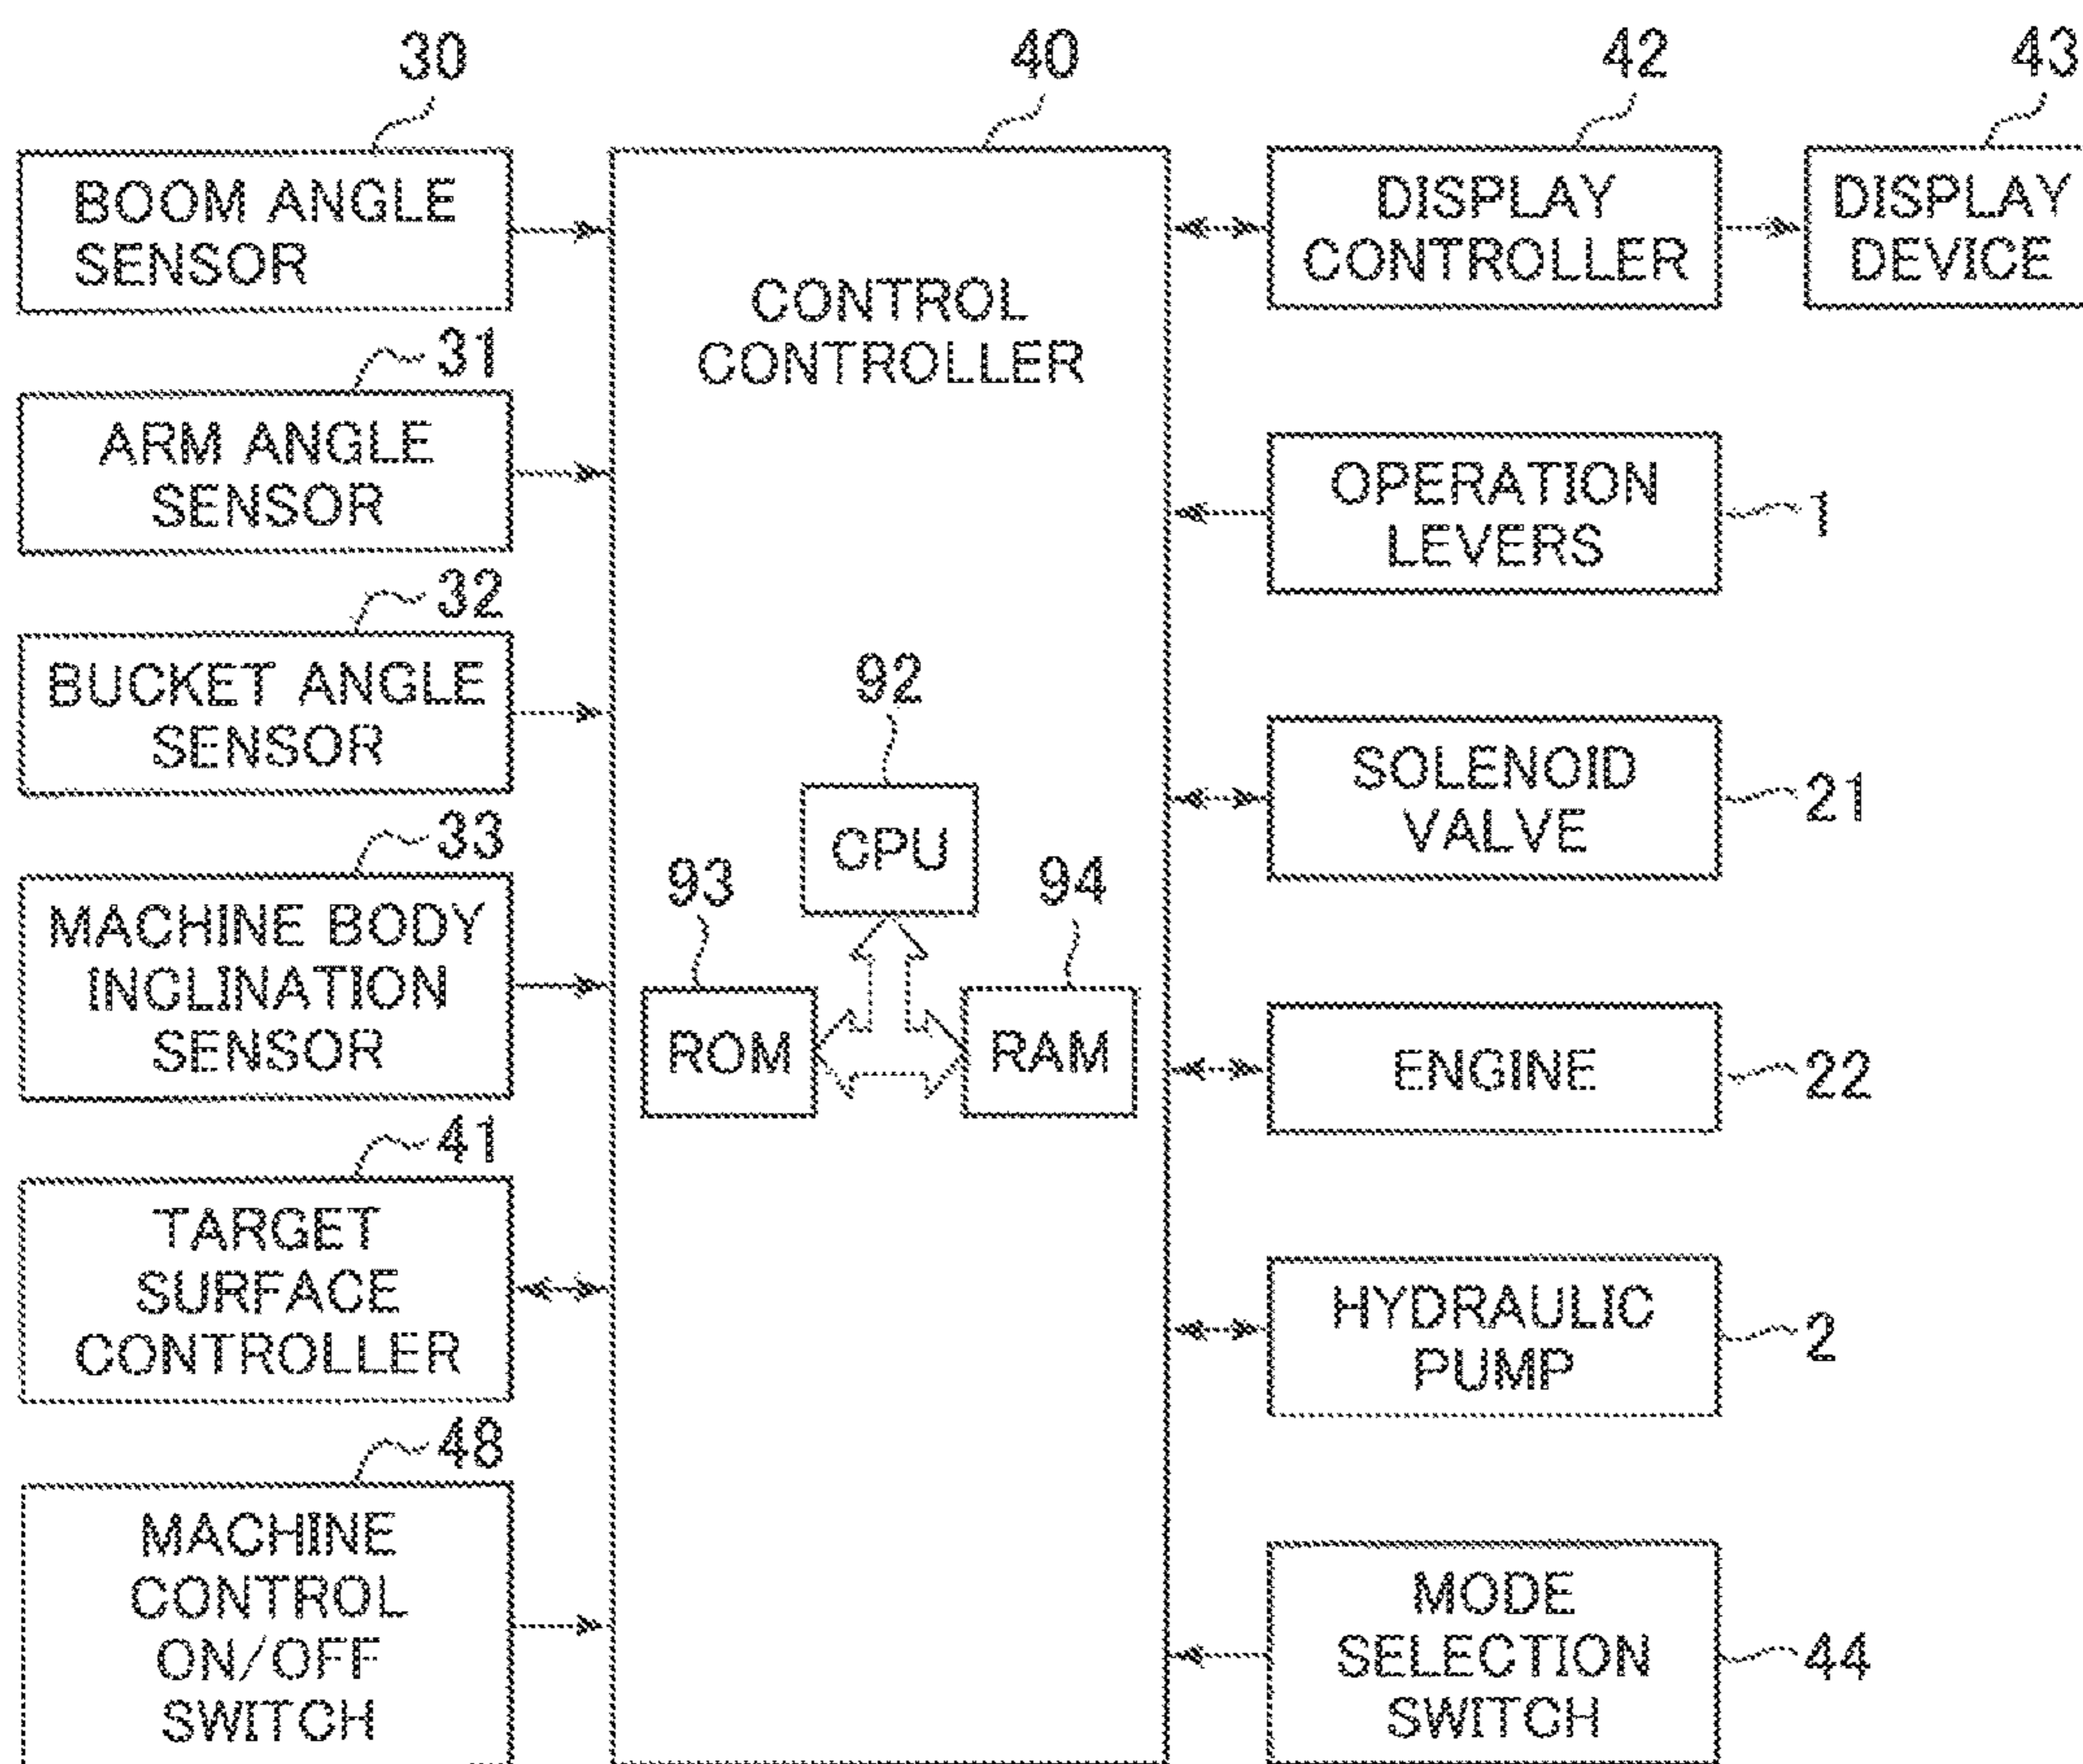 30
BOOM ANGLE
SENSOR
31
ARM ANGLE
SENSOR
32
BUCKET ANGLE
SENSOR
33
MACHINE BODY
INCLINATION
SENSOR
41
TARGET
SURFACE
CONTROLLER
48
MACHINE
CONTROL
ON/OFF
SWITCH
40
CONTROL
CONTROLLER
92
CPU
93
ROM
94
RAM
42
DISPLAY
CONTROLLER
43
DISPLAY
DEVICE
OPERATION
LEVERS
1
SOLENOID
VALVE
21
ENGINE
22
HYDRAULIC
PUMP
2
MODE
SELECTION
SWITCH
44